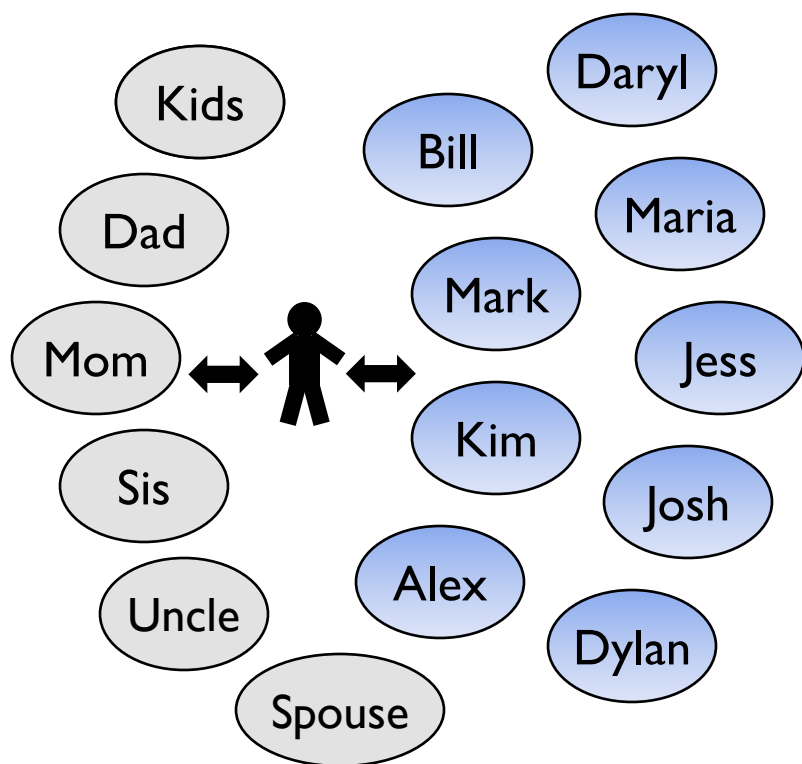 Kids
Dad
Mom
Sis
Uncle
Spouse
Bill
Mark
Kim
Alex
Daryl
Maria
Jess
Josh
Dylan